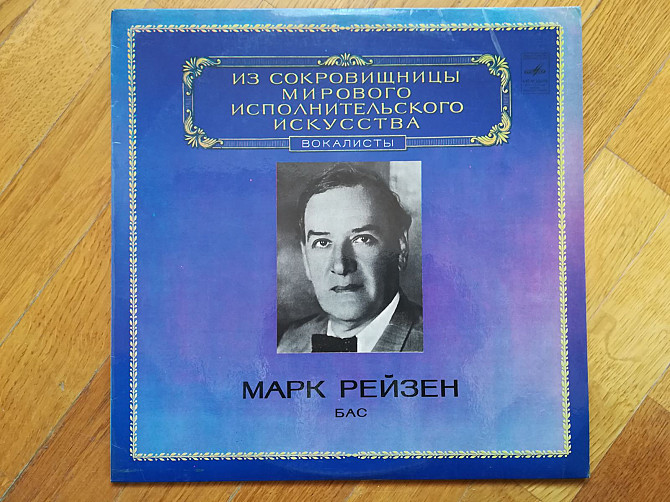 ИЗ СОКРОВИЩНИЦЫ
МИРОВОГО
ИСПОЛНИТЕЛЬСКОГО
ИСКУССТВА
ВОКАЛИСТЫ
МАРК РЕЙЗЕН
БАС